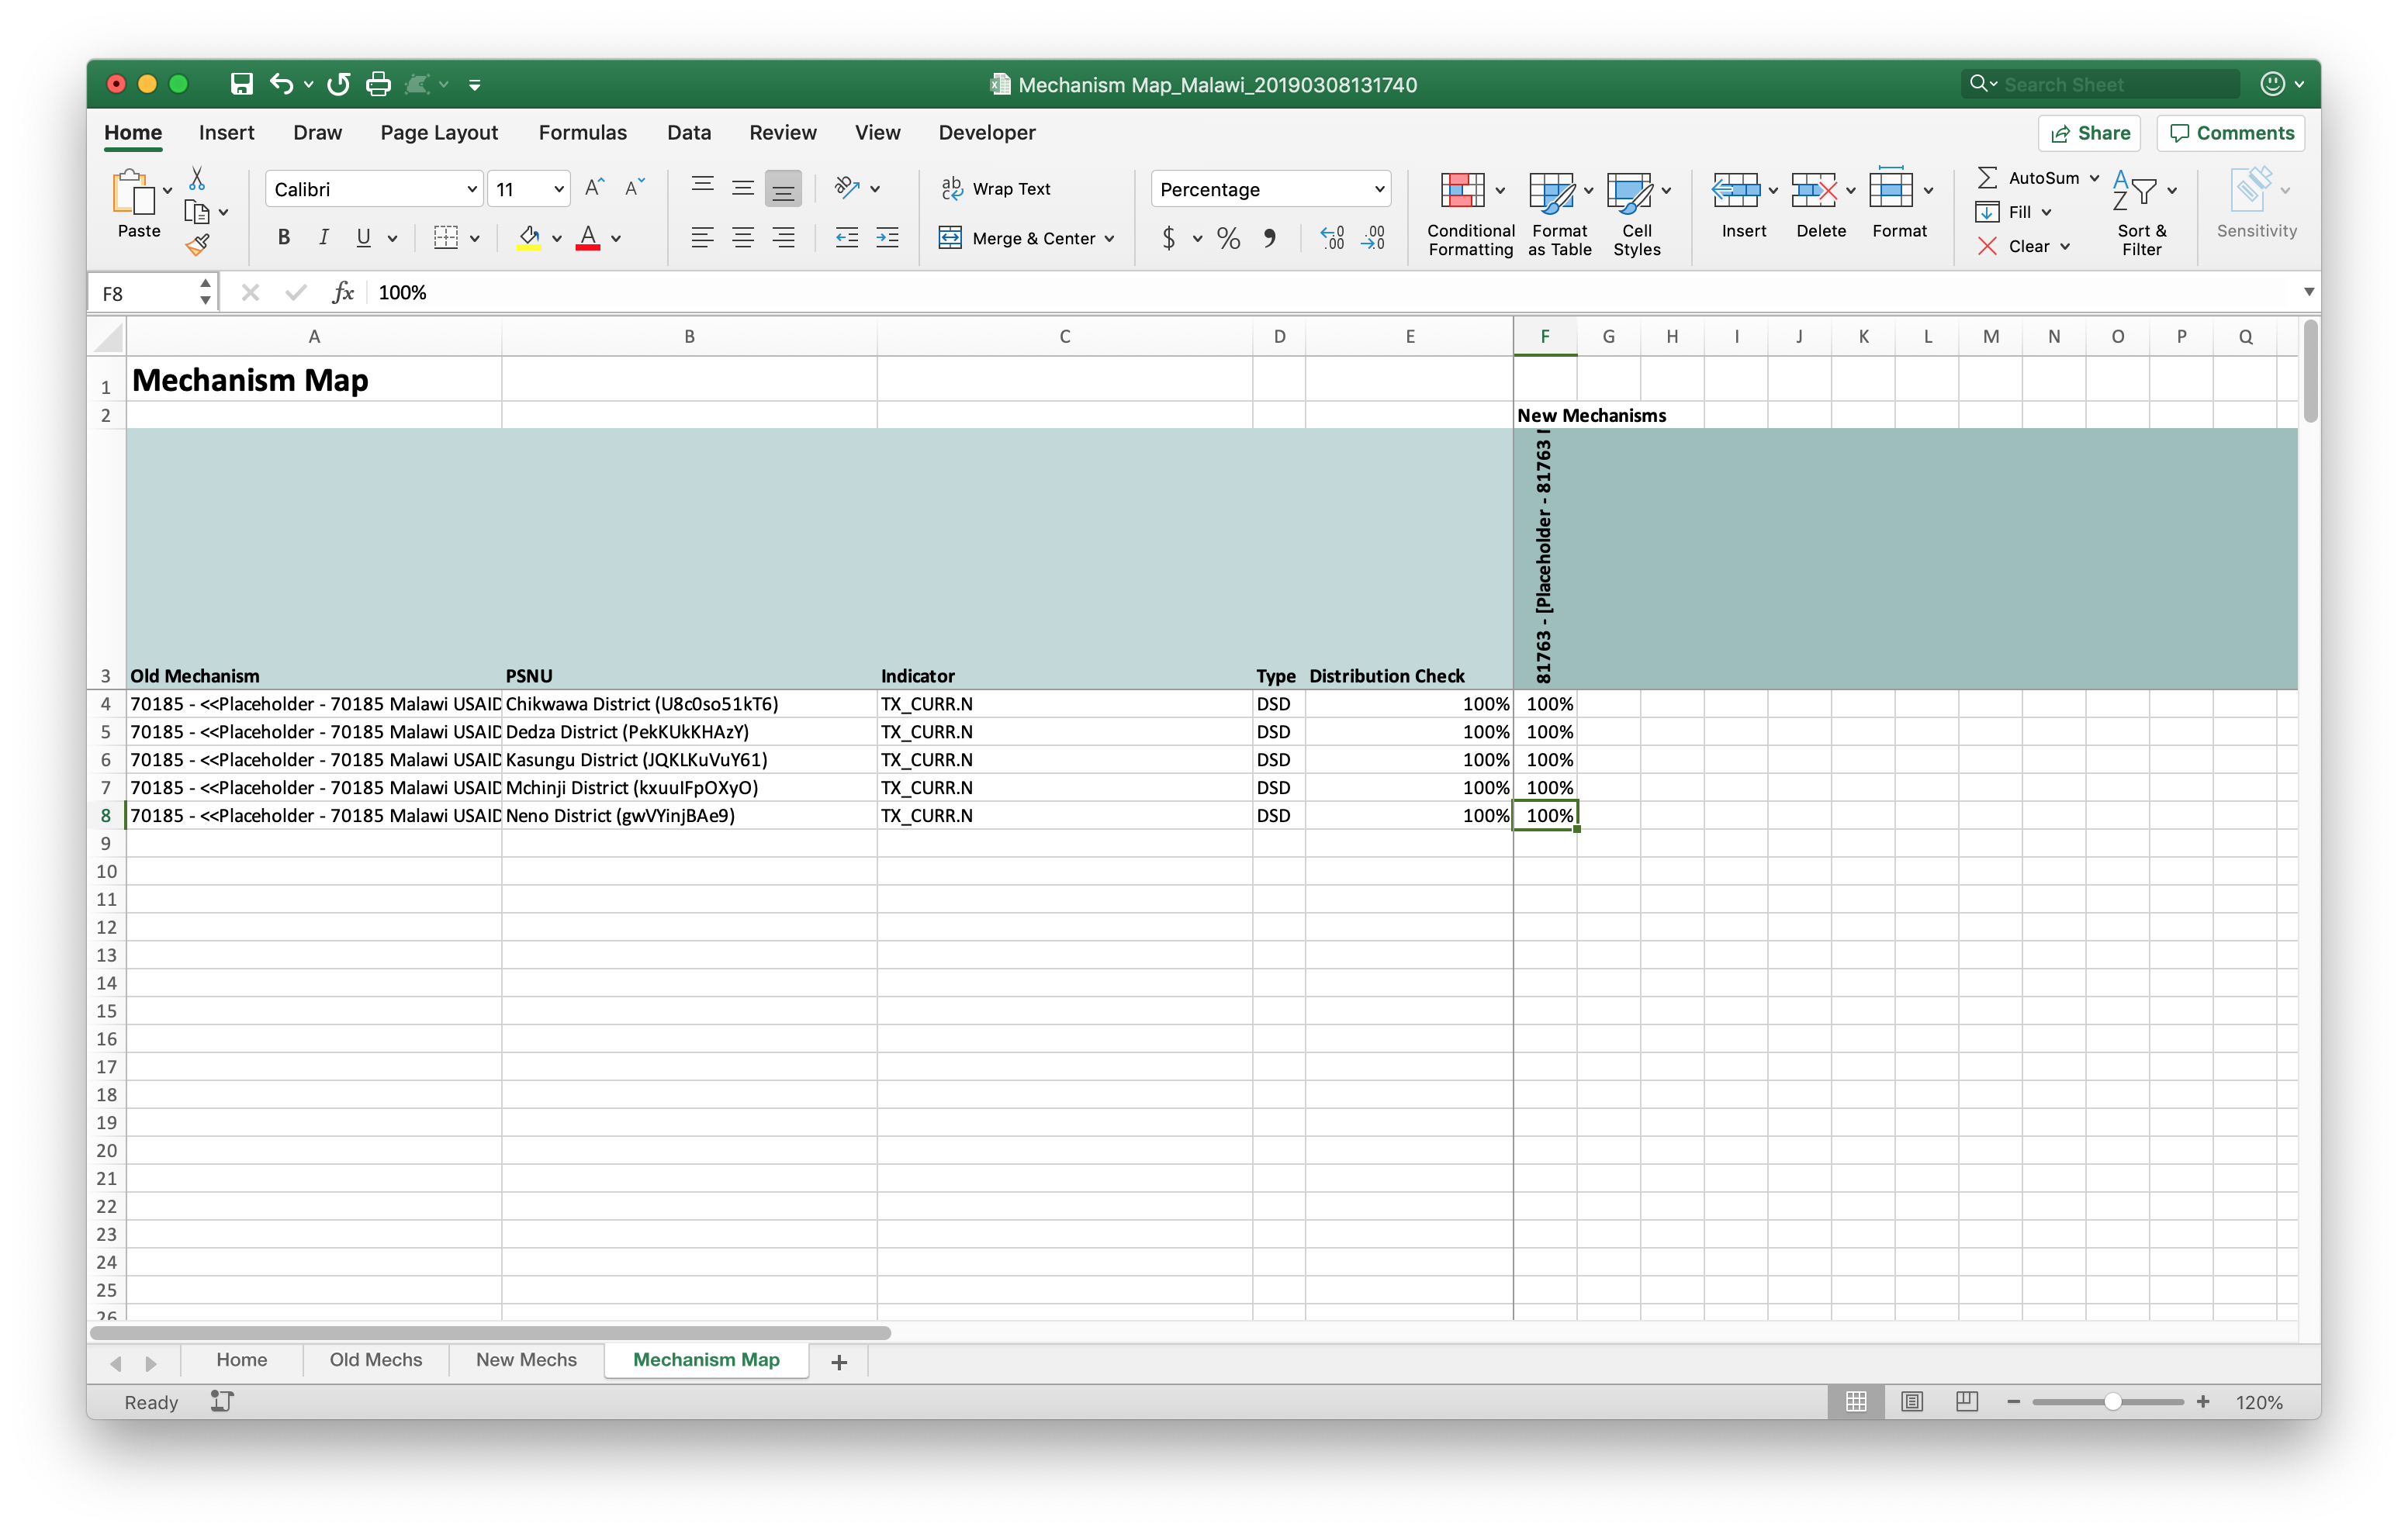 Mechanism Map_Malawi_20190308131740
Search Sheet
Home Insert Draw Page Layout Formulas Data Review View Developer Share Comments
Paste
Calibri 11
B I U
Wrap Text
Merge & Center
Percentage
$ %
Conditional Formatting
Format as Table
Cell Styles
Insert
Delete
Format
AutoSum
Fill
Clear
Sort & Filter
Sensitivity
F8 fx 100%
A B C D E F G H I J K L M N O P Q
1 Mechanism Map
2 New Mechanisms
81763 - [Placeholder - 81763
3 Old Mechanism PSNU Indicator Type Distribution Check
4 70185 - <<Placeholder - 70185 Malawi USAID Chikwawa District (U8c0so51kT6) TX_CURR.N DSD 100% 100%
5 70185 - <<Placeholder - 70185 Malawi USAID Dedza District (PekKUkKHAzY) TX_CURR.N DSD 100% 100%
6 70185 - <<Placeholder - 70185 Malawi USAID Kasungu District (JQKLKuVuY61) TX_CURR.N DSD 100% 100%
7 70185 - <<Placeholder - 70185 Malawi USAID Mchinji District (kxuuIFpOXyO) TX_CURR.N DSD 100% 100%
8 70185 - <<Placeholder - 70185 Malawi USAID Neno District (gwVYinjBAe9) TX_CURR.N DSD 100% 100%
9
10
11
12
13
14
15
16
17
18
19
20
21
22
23
24
25
26
Home Old Mechs New Mechs Mechanism Map +
Ready 120%